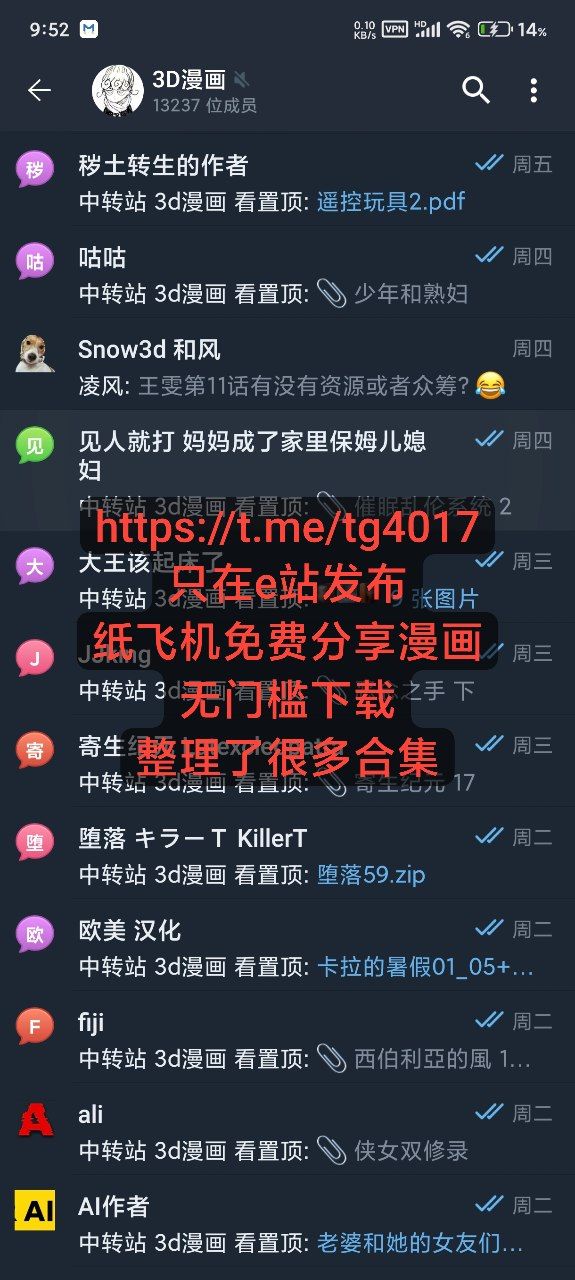 9:52
M
0.10 KB/s VPN HD 6 14%
3D漫画
13237 位成员
秽
秽土转生的作者
周五
中转站 3d漫画 看置顶: 遥控玩具2.pdf
咕
咕咕
周四
中转站 3d漫画 看置顶: 少年和熟妇
Snow3d 和风
周四
凌风: 王雯第11话有没有资源或者众筹?😂
见
见人就打 妈妈成了家里保姆儿媳
周四
妇
中转站 3d漫画 看置顶: 催眠乱伦系统 2
https://t.me/tg4017
大
大王该起床了
周三
只在e站发布
中转站 3d漫画 看置顶: 9 张图片
纸飞机免费分享漫画
J
周三
中转站 3d漫画 看置顶: 之手 下
无门槛下载
寄
寄生纪元
周三
整理了很多合集
中转站 3d漫画 看置顶: 寄生纪元 17
堕
堕落 キラーT KillerT
周二
中转站 3d漫画 看置顶: 堕落59.zip
欧
欧美 汉化
周二
中转站 3d漫画 看置顶: 卡拉的暑假01_05+...
F
fiji
周二
中转站 3d漫画 看置顶: 西伯利亞的風 1...
A
ali
周二
中转站 3d漫画 看置顶: 侠女双修录
AI
AI作者
周二
中转站 3d漫画 看置顶: 老婆和她的女友们...